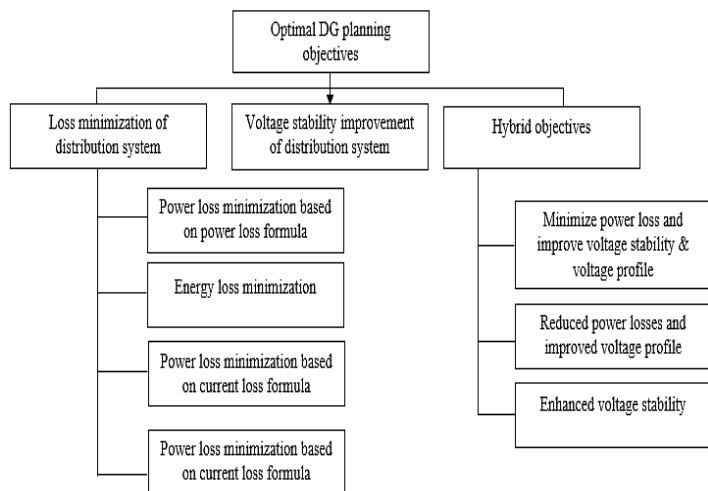 Optimal DG planning
objectives
Loss minimization of
distribution system
Voltage stability improvement
of distribution system
Hybrid objectives
Power loss minimization based
on power loss formula
Energy loss minimization
Power loss minimization based
on current loss formula
Power loss minimization based
on current loss formula
Minimize power loss and
improve voltage stability &
voltage profile
Reduced power losses and
improved voltage profile
Enhanced voltage stability